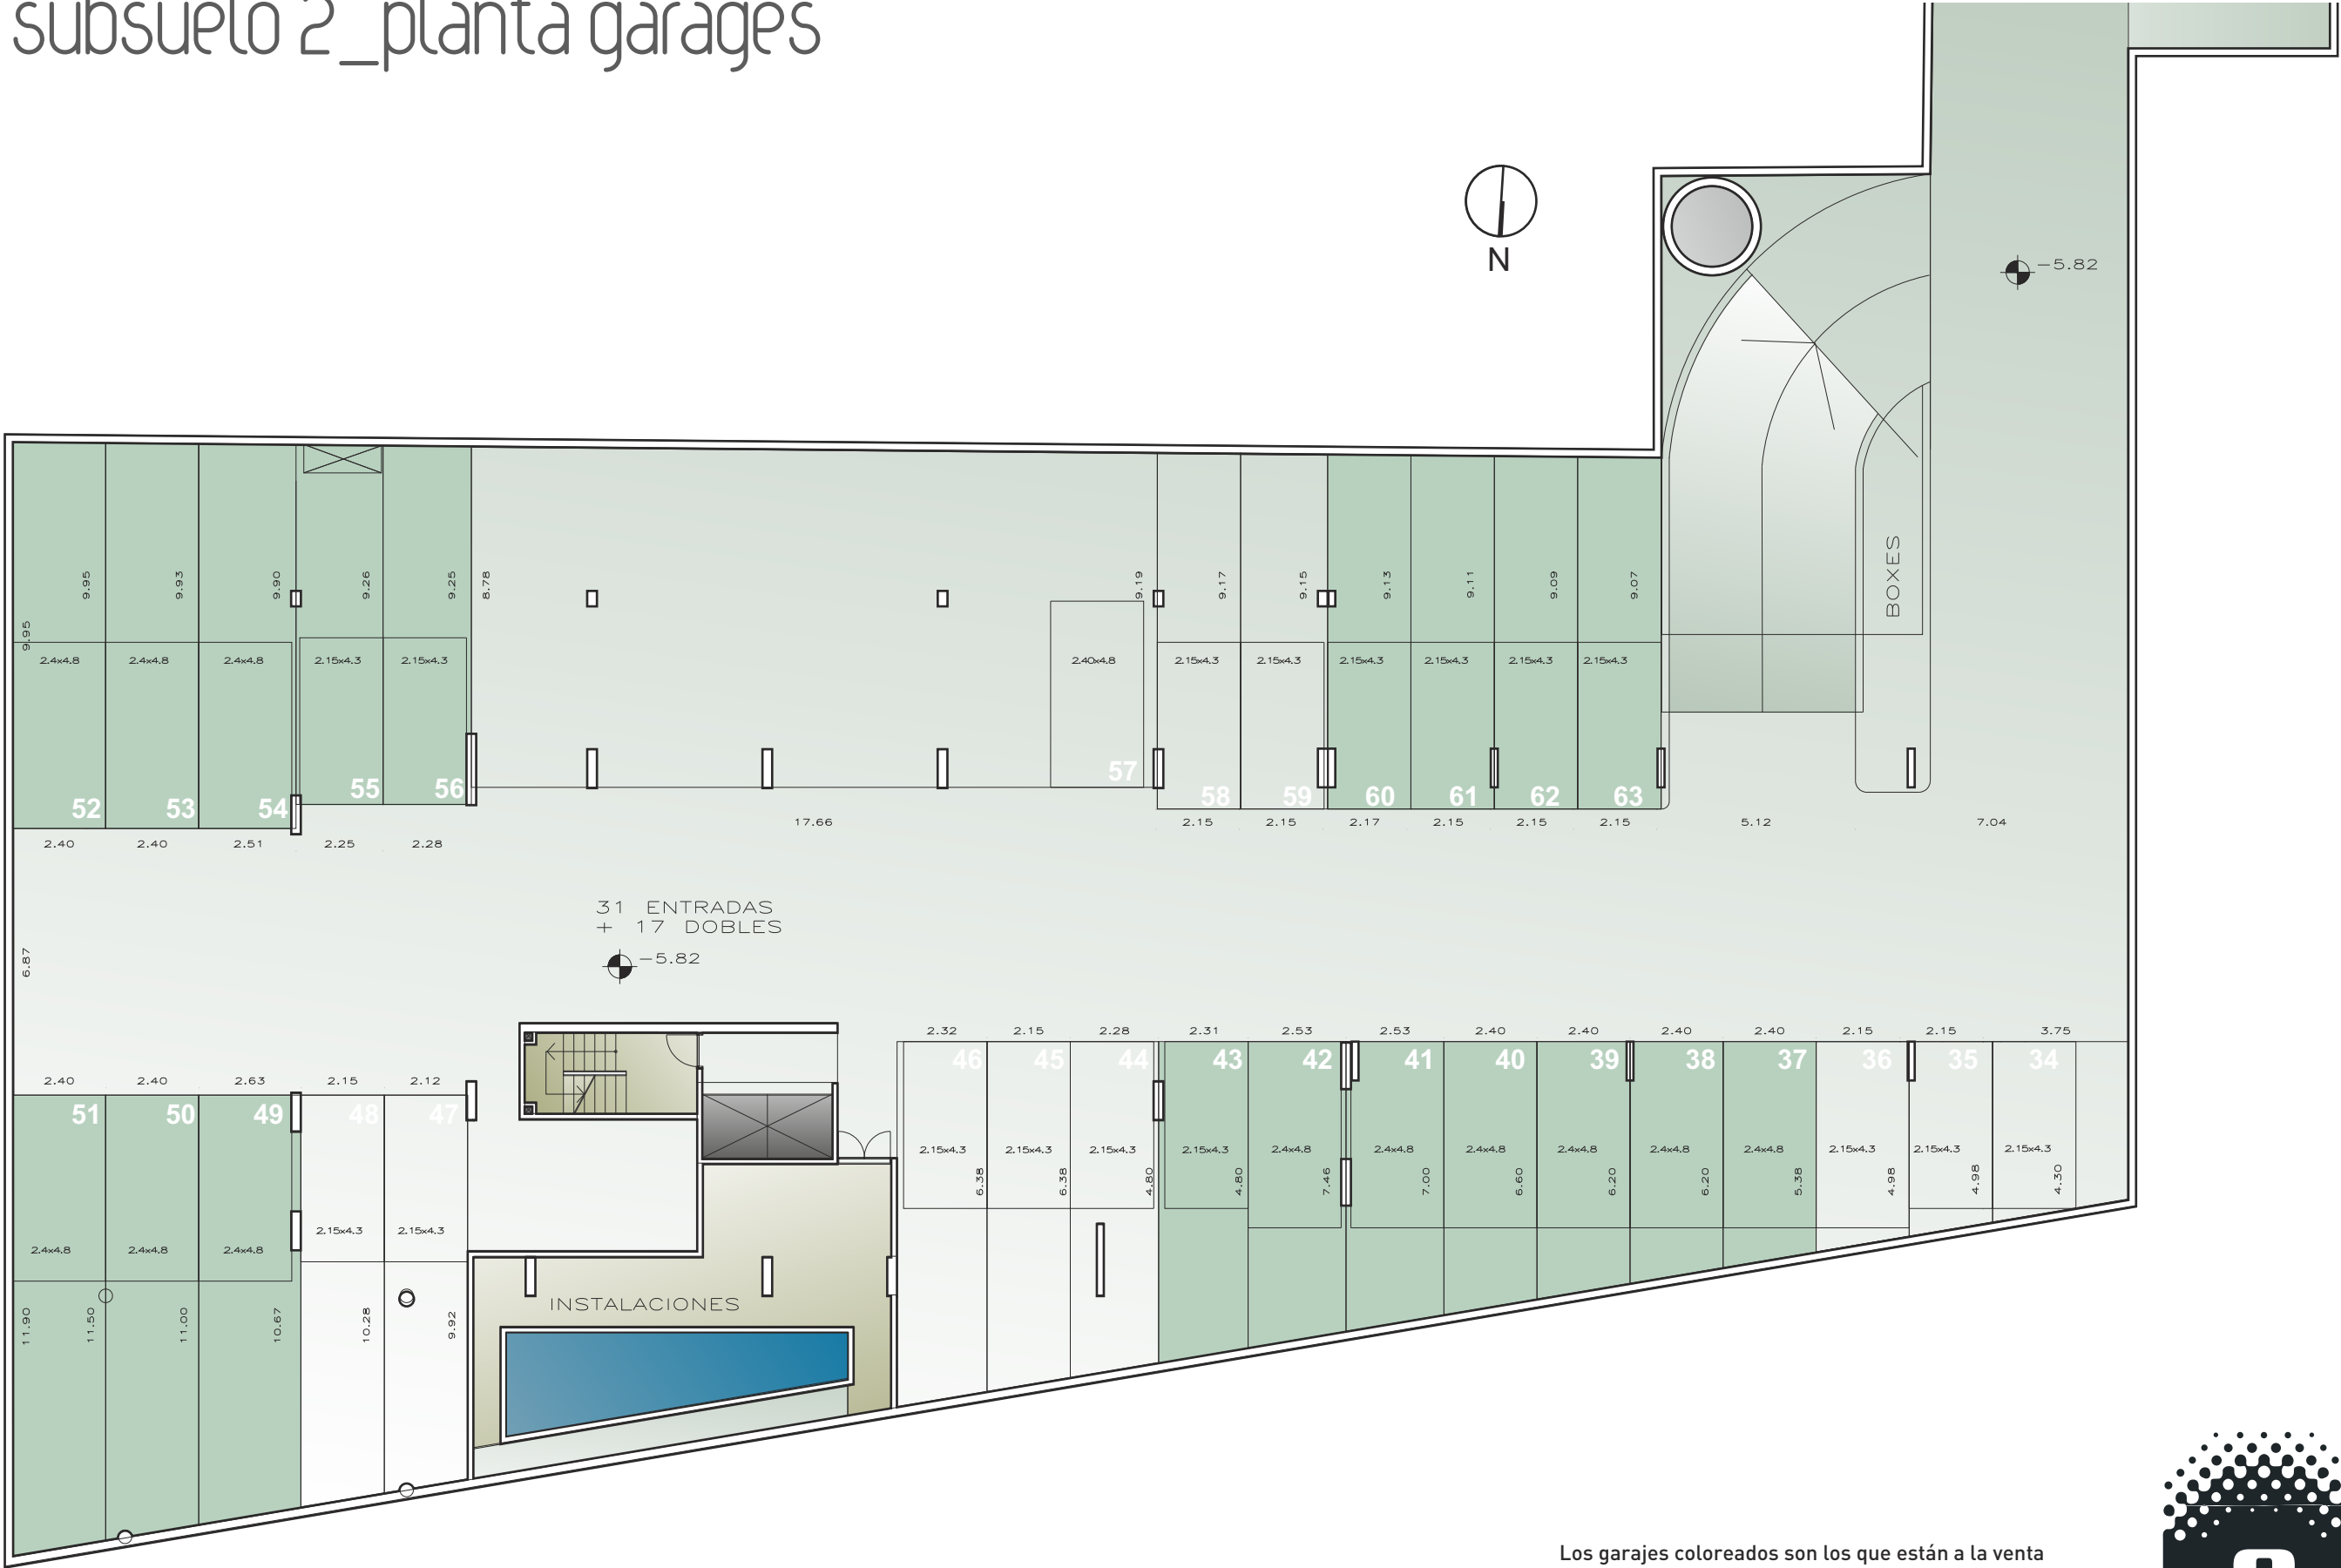 subsuelo 2_planta garages
N
-5.82
BOXES
9.95 9.93 9.90 9.26 9.25 8.78 9.19 9.17 9.15 9.13 9.11 9.09 9.07
9.95
2.4x4.8 2.4x4.8 2.4x4.8 2.15x4.3 2.15x4.3 2.40x4.8 2.15x4.3 2.15x4.3 2.15x4.3 2.15x4.3 2.15x4.3 2.15x4.3
52 53 54 55 56 57 58 59 60 61 62 63
17.66 2.15 2.15 2.17 2.15 2.15 2.15 5.12 7.04
2.40 2.40 2.51 2.25 2.28
31 ENTRADAS
+ 17 DOBLES
-5.82
6.87
2.32 2.15 2.28 2.31 2.53 2.53 2.40 2.40 2.40 2.40 2.15 2.15 3.75
46 45 44 43 42 41 40 39 38 37 36 35 34
2.40 2.40 2.63 2.15 2.12
51 50 49 48 47
2.15x4.3 2.15x4.3 2.15x4.3 2.15x4.3 2.4x4.8 2.4x4.8 2.4x4.8 2.4x4.8 2.4x4.8 2.4x4.8 2.15x4.3 2.15x4.3 2.15x4.3
6.38 6.38 4.80 4.80 7.46 7.00 6.60 6.20 6.20 5.38 4.98 4.98 4.30
2.15x4.3 2.15x4.3
2.4x4.8 2.4x4.8 2.4x4.8
INSTALACIONES
11.90 11.50 11.00 10.67 10.28 9.92
Los garajes coloreados son los que están a la venta